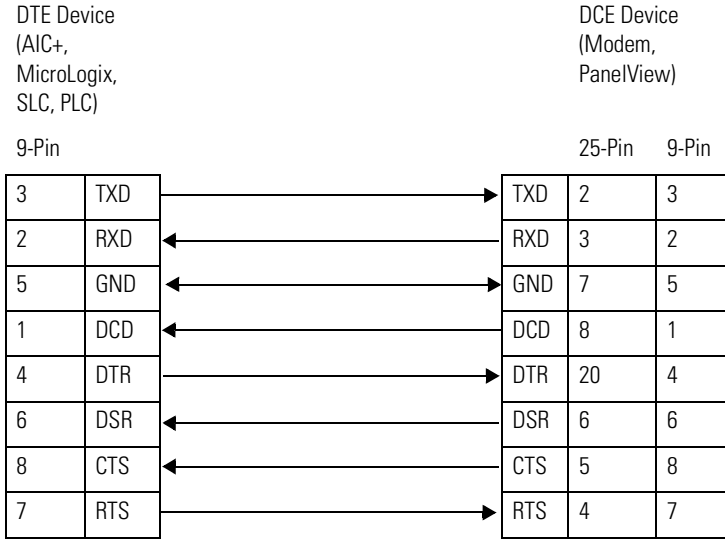 DTE Device DCE Device
(AIC+, (Modem,
MicroLogix, PanelView)
SLC, PLC)
9-Pin 25-Pin 9-Pin
3 TXD TXD 2 3
2 RXD RXD 3 2
5 GND GND 7 5
1 DCD DCD 8 1
4 DTR DTR 20 4
6 DSR DSR 6 6
8 CTS CTS 5 8
7 RTS RTS 4 7